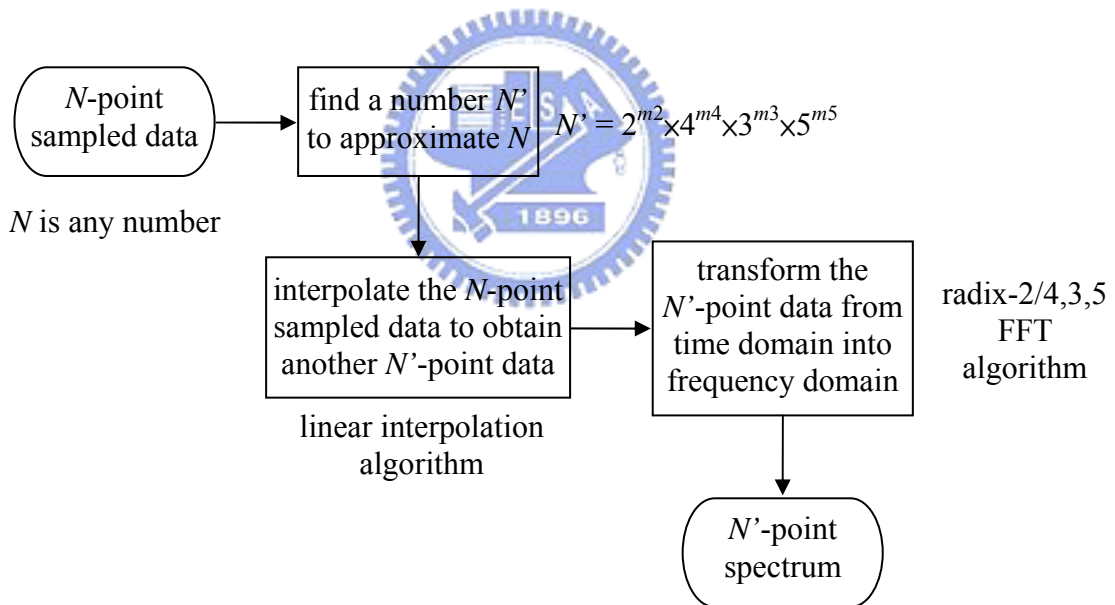 N-point
sampled data
find a number N’
to approximate N
N’ = 2^{m2}×4^{m4}×3^{m3}×5^{m5}
N is any number
E S A
1896
interpolate the N-point
sampled data to obtain
another N’-point data
linear interpolation
algorithm
transform the
N’-point data from
time domain into
frequency domain
radix-2/4,3,5
FFT
algorithm
N’-point
spectrum